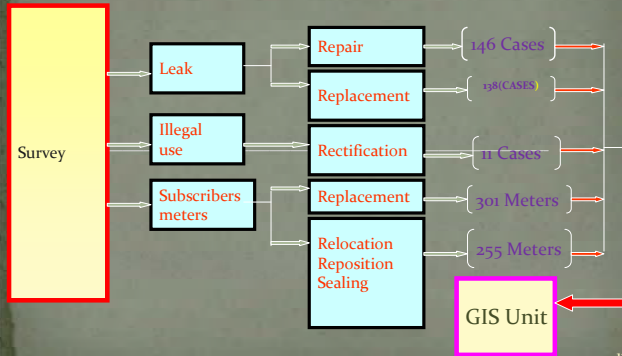 Survey
Leak
Repair
146 Cases
Replacement
138(CASES)
Illegal
use
Rectification
11 Cases
Subscribers
meters
Replacement
301 Meters
Relocation
Reposition
Sealing
255 Meters
GIS Unit